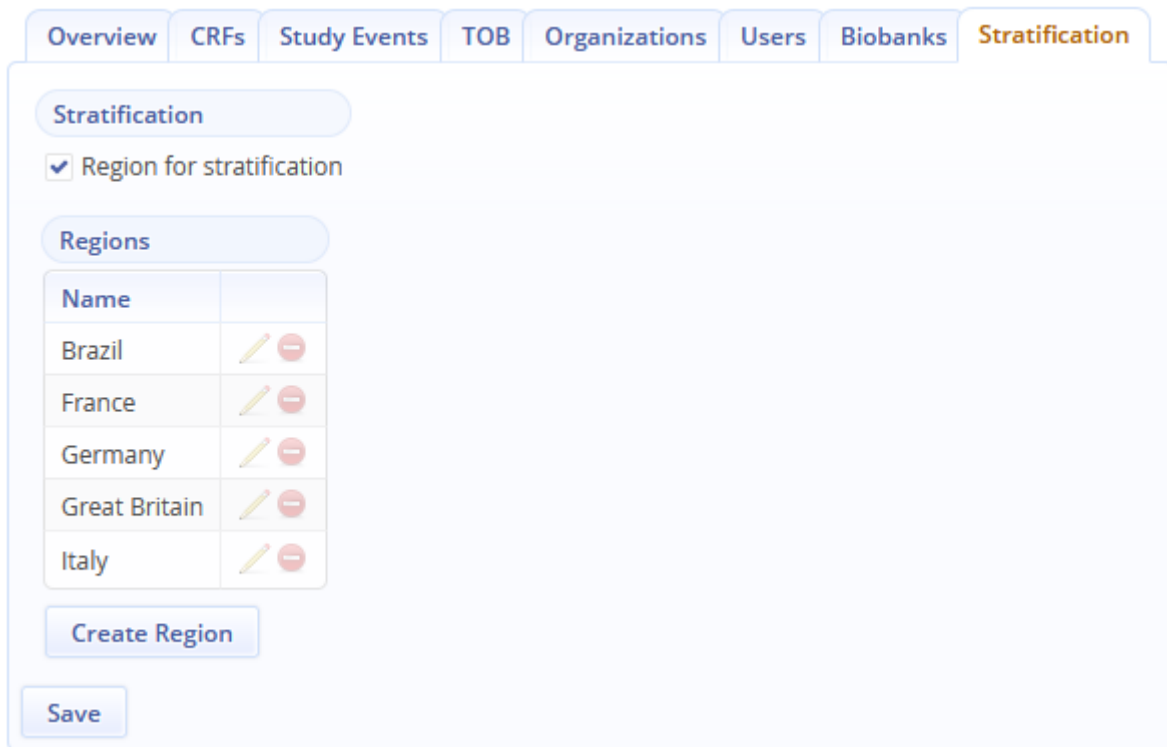 Overview CRFs Study Events TOB Organizations Users Biobanks Stratification
Stratification
Region for stratification
Regions
Name
Brazil
France
Germany
Great Britain
Italy
Create Region
Save